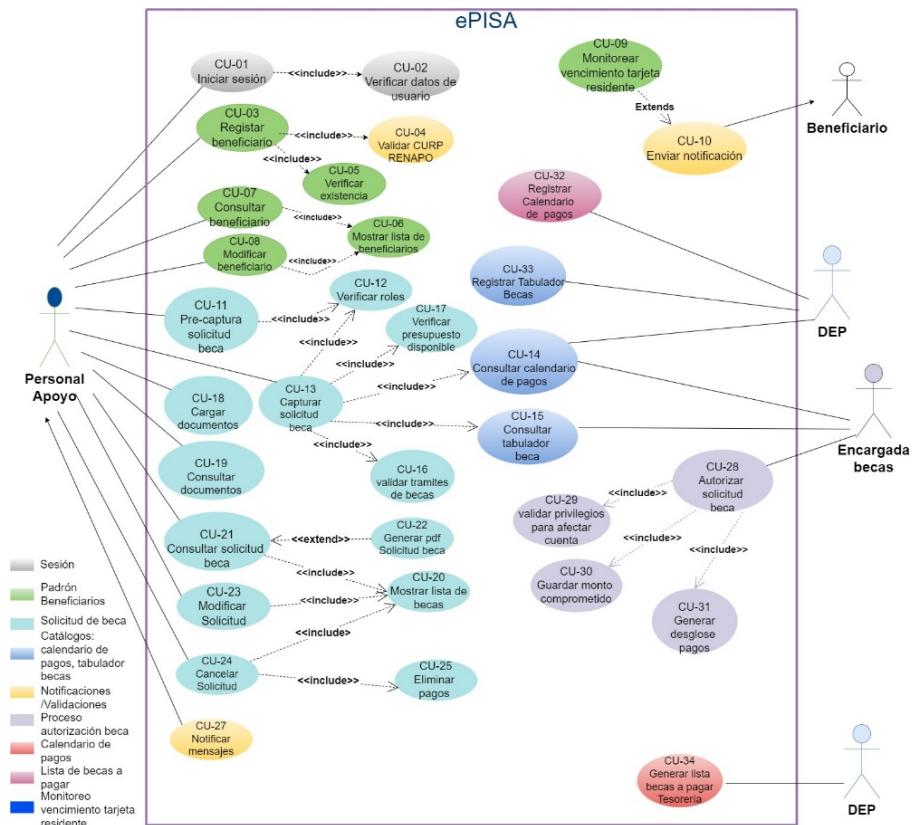 ePISA
CU-01
Iniciar sesión
<<include>>
CU-02
Verificar datos de
usuario
CU-03
Registar
beneficiario
<<include>>
CU-04
Validar CURP
RENAPO
<<include>>
CU-05
Verificar
existencia
CU-07
Consultar
beneficiario
<<include>>
CU-06
Mostrar lista de
beneficiarios
CU-08
Modificar
beneficiario
<<include>>
CU-09
Monitorear
vencimiento tarjeta
residente
Extends
CU-10
Enviar notificación
Beneficiario
CU-32
Registrar
Calendario
de pagos
CU-33
Registrar Tabulador
Becas
DEP
CU-11
Pre-captura
solicitud
beca
<<include>>
CU-12
Verificar roles
<<include>>
CU-17
Verificar
presupuesto
disponible
<<include>>
CU-14
Consultar calendario
de pagos
Personal
Apoyo
CU-13
Capturar
solicitud
beca
<<include>>
<<include>>
CU-15
Consultar
tabulador
beca
Encargada
becas
CU-18
Cargar
documentos
<<include>>
CU-16
validar tramites
de becas
CU-19
Consultar
documentos
CU-28
Autorizar
solicitud
beca
<<include>>
CU-29
validar privilegios
para afectar
cuenta
<<include>>
CU-30
Guardar monto
comprometido
<<include>>
CU-31
Generar
desglose
pagos
CU-21
Consultar solicitud
beca
<<extend>>
CU-22
Generar pdf
Solicitud beca
<<include>>
CU-20
Mostrar lista de
becas
CU-23
Modificar
Solicitud
<<include>>
CU-24
Cancelar
Solicitud
<<include>
<<include>>
CU-25
Eliminar
pagos
CU-27
Notificar
mensajes
CU-34
Generar lista
becas a pagar
Tesorería
DEP
Sesión
Padrón
Beneficiarios
Solicitud de beca
Catálogos:
calendario de
pagos, tabulador
becas
Notificaciones
/Validaciones
Proceso
autorización beca
Calendario de
pagos
Lista de becas a
pagar
Monitoreo
vencimiento tarjeta
residente